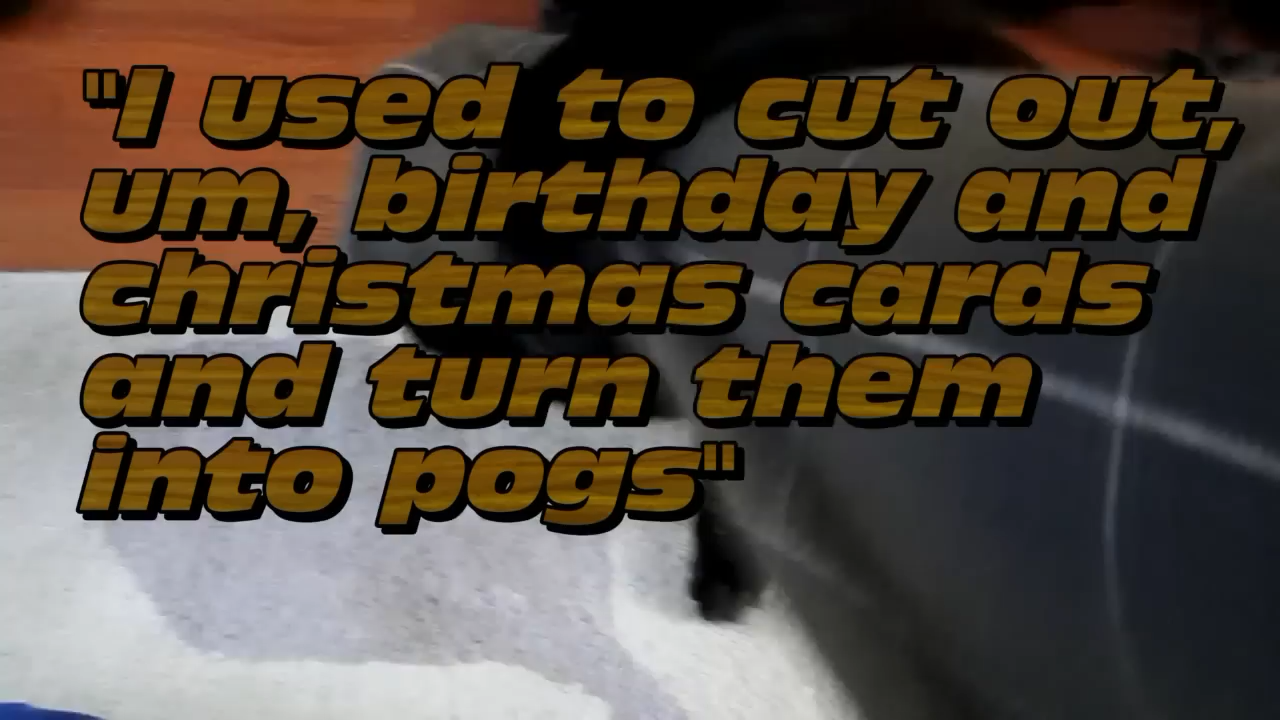 "I used to cut out,
um, birthday and
christmas cards
and turn them
into pogs"